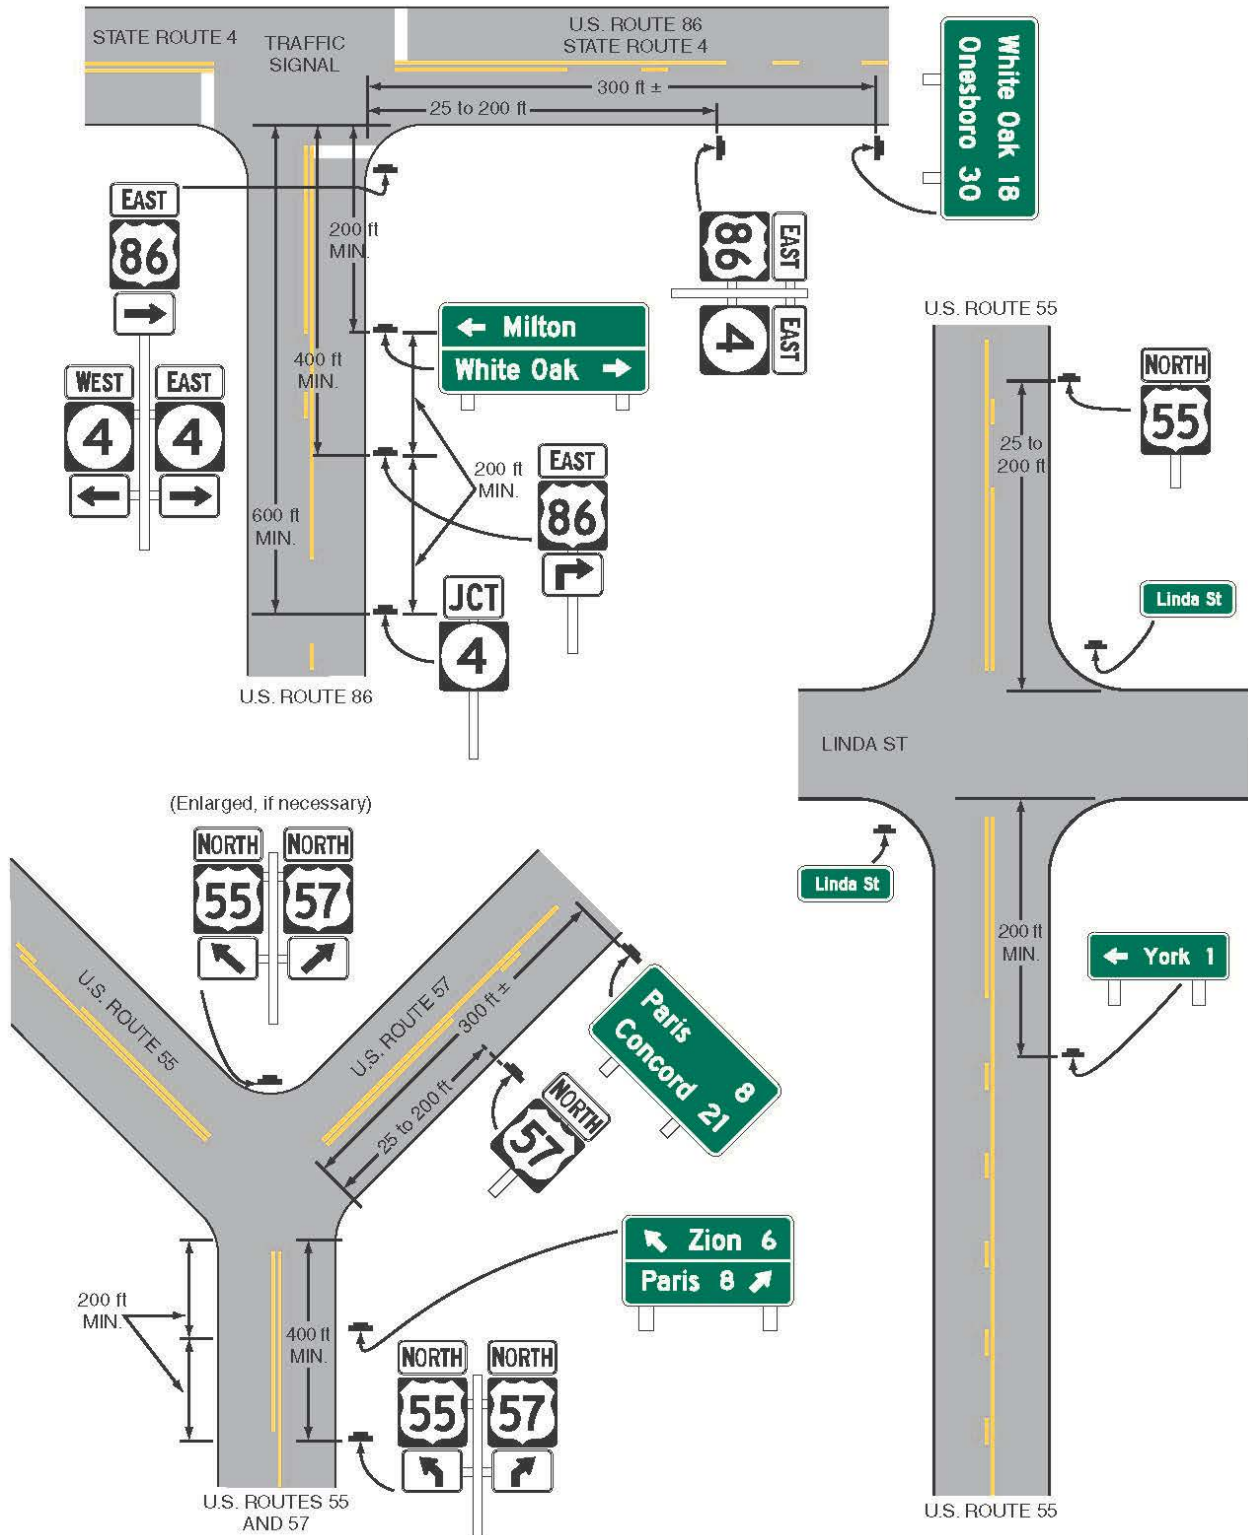 STATE ROUTE 4
TRAFFIC
SIGNAL
U.S. ROUTE 86
STATE ROUTE 4
300 ft ±
25 to 200 ft
White Oak 18
Onesboro 30
EAST
86
200 ft
MIN.
WEST
EAST
4
4
← Milton
White Oak →
EAST
86
EAST
4
400 ft
MIN.
200 ft
MIN.
EAST
86
600 ft
MIN.
JCT
4
U.S. ROUTE 86
U.S. ROUTE 55
NORTH
55
25 to
200 ft
Linda St
LINDA ST
Linda St
200 ft
MIN.
← York 1
U.S. ROUTE 55
(Enlarged, if necessary)
NORTH
NORTH
55
57
U.S. ROUTE 55
U.S. ROUTE 57
300 ft ±
25 to 200 ft
Paris 8
Concord 21
NORTH
57
↖ Zion 6
Paris 8 ↗
200 ft
MIN.
400 ft
MIN.
NORTH
NORTH
55
57
U.S. ROUTES 55
AND 57